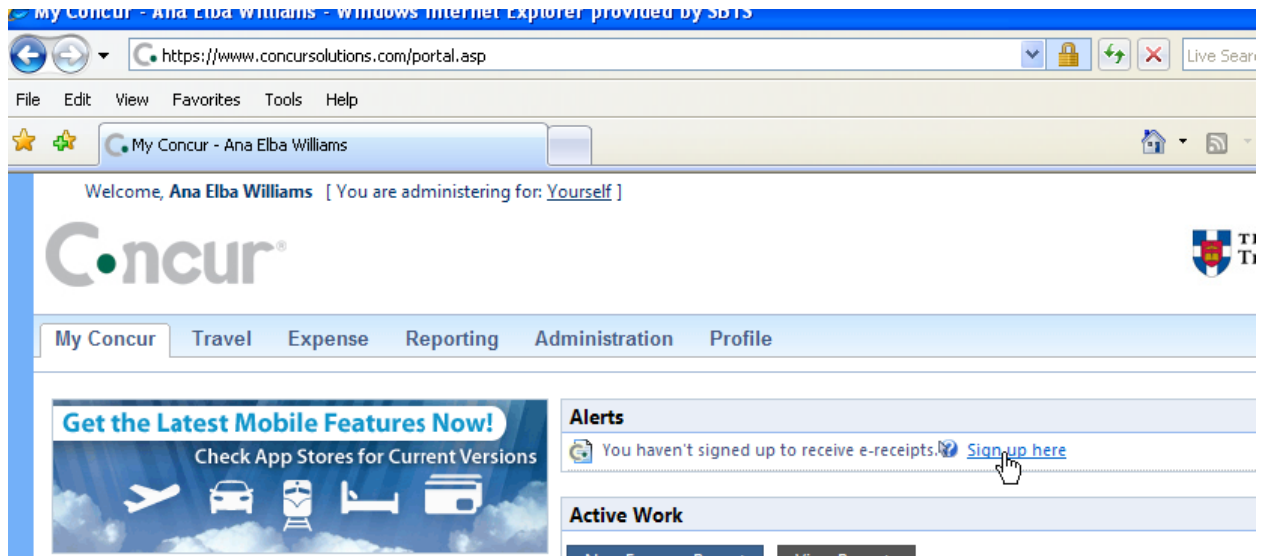 My Concur - Ana Elba Williams - Windows Internet Explorer provided by SBTS
https://www.concursolutions.com/portal.asp
Live Sear
File Edit View Favorites Tools Help
My Concur - Ana Elba Williams
Welcome, Ana Elba Williams [ You are administering for: Yourself ]
Concur®
My Concur Travel Expense Reporting Administration Profile
Get the Latest Mobile Features Now!
Check App Stores for Current Versions
Alerts
You haven't signed up to receive e-receipts. Sign up here
Active Work